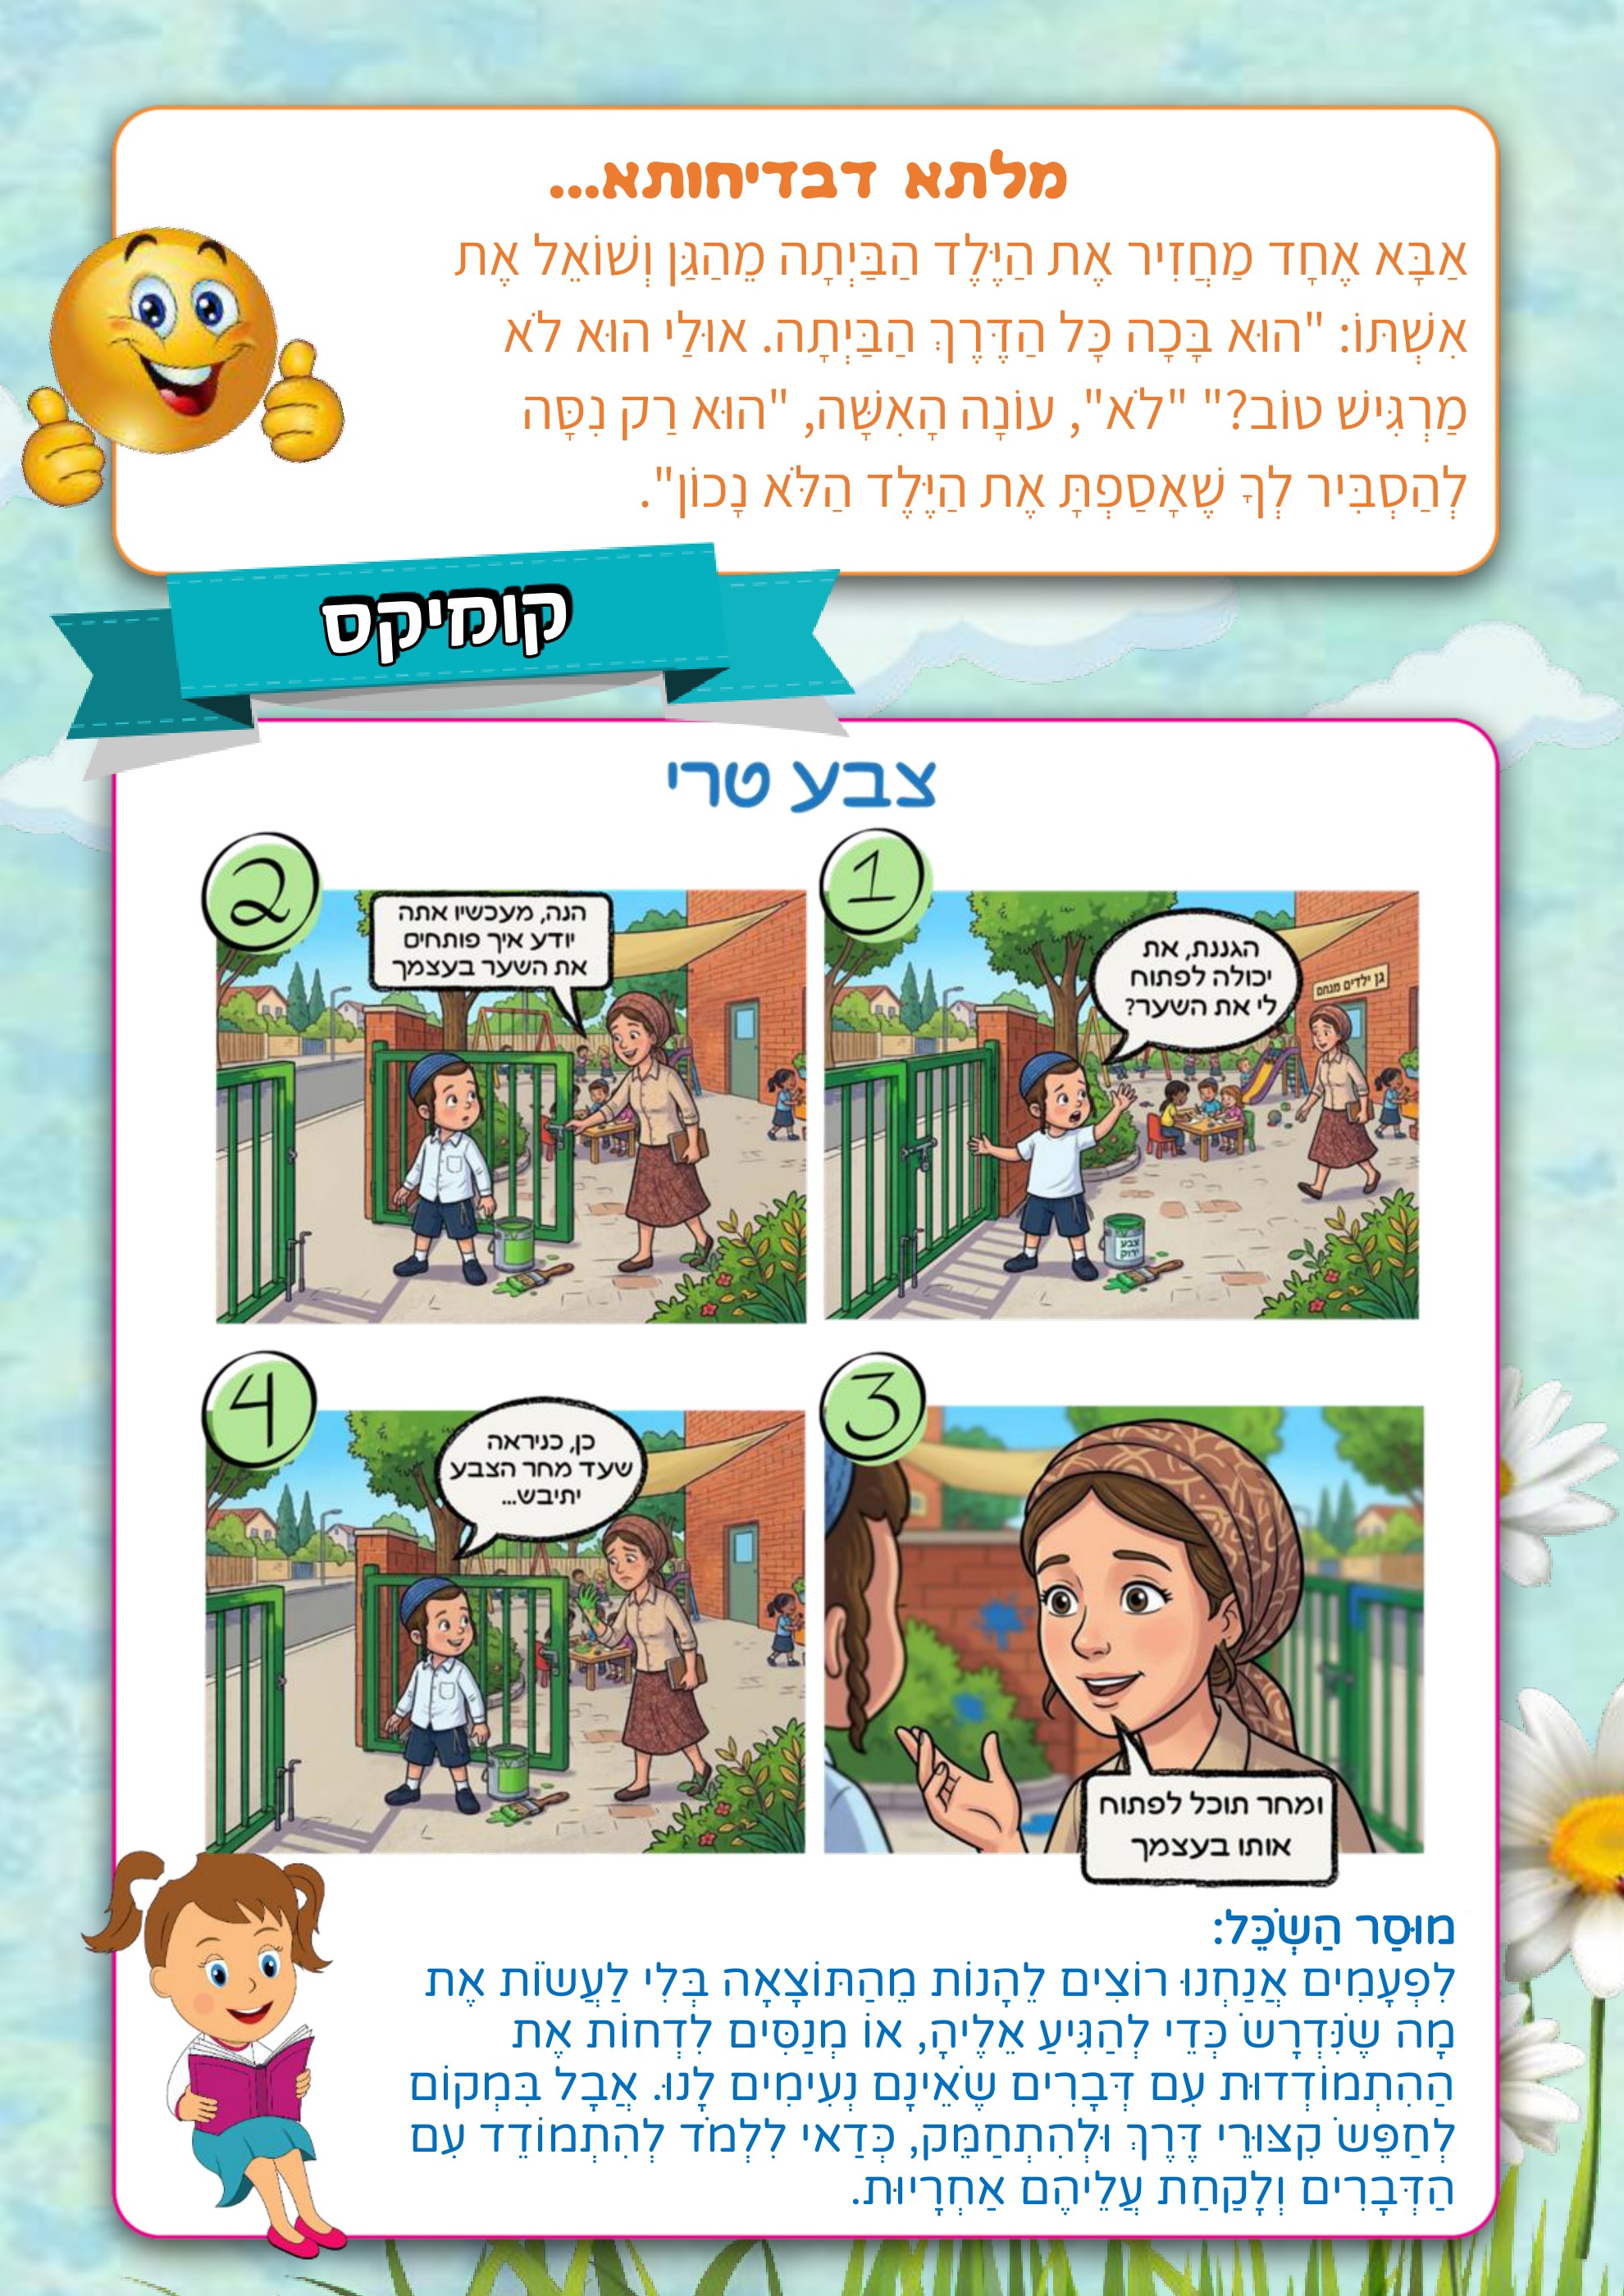 מלתא דבדיחותא...
אַבָּא אֶחָד מַחֲזִיר אֶת הַיֶּלֶד הַבַּיְתָה מֵהַגַּן וְשׁוֹאֵל אֶת
אִשְׁתּוֹ: "הוּא בָּכָה כָּל הַדֶּרֶךְ הַבַּיְתָה. אוּלַי הוּא לֹא
מַרְגִּישׁ טוֹב?" "לֹא", עוֹנָה הָאִשָּׁה, "הוּא רַק נִסָּה
לְהַסְבִּיר לְךָ שֶׁאָסַפְתָּ אֶת הַיֶּלֶד הַלֹּא נָכוֹן".
קומיקס
צבע טרי
1
הגננת, את
יכולה לפתוח
לי את השער?
גן ילדים מנחם
צבע
ירוק
2
הנה, מעכשיו אתה
יודע איך פותחים
את השער בעצמך
3
ומחר תוכל לפתוח
אותו בעצמך
4
כן, כניראה
שעד מחר הצבע
יתיבש...
מוּסַר הַשְׂכֵּל:
לִפְעָמִים אֲנַחְנוּ רוֹצִים לֵהָנוֹת מֵהַתּוֹצָאָה בְּלִי לַעֲשׂוֹת אֶת
מָה שֶׁנִּדְרָשׁ כְּדֵי לְהַגִּיעַ אֵלֶיהָ, אוֹ מְנַסִּים לִדְחוֹת אֶת
הַהִתְמוֹדְדוּת עִם דְּבָרִים שֶׁאֵינָם נְעִימִים לָנוּ. אֲבָל בִּמְקוֹם
לְחַפֵּשׂ קִצּוּרֵי דֶּרֶךְ וּלְהִתְחַמֵּק, כְּדַאי לִלְמֹד לְהִתְמוֹדֵד עִם
הַדְּבָרִים וְלָקַחַת עֲלֵיהֶם אַחְרָיוּת.